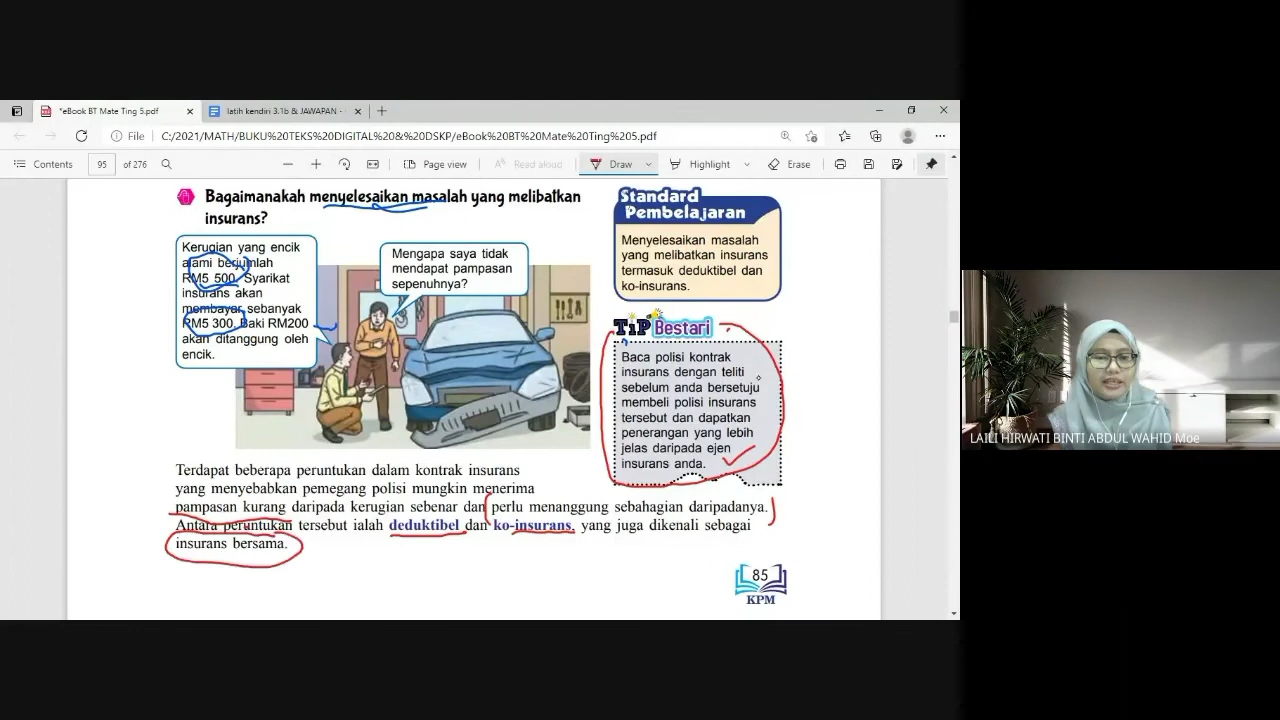 *eBook BT Mate Ting 5.pdf
latih kendiri 3.1b & JAWAPAN -
File
C:/2021/MATH/BUKU%20TEKS%20DIGITAL%20&%20DSKP/eBook%20BT%20Mate%20Ting%205.pdf
Contents
95
of 276
Page view
Read aloud
Draw
Highlight
Erase
Bagaimanakah menyelesaikan masalah yang melibatkan
insurans?
Kerugian yang encik
alami berjumlah
RM5 500. Syarikat
insurans akan
membayar sebanyak
RM5 300. Baki RM200
akan ditanggung oleh
encik.
Mengapa saya tidak
mendapat pampasan
sepenuhnya?
Standard
Pembelajaran
Menyelesaikan masalah
yang melibatkan insurans
termasuk deduktibel dan
ko-insurans.
TiP Bestari
Baca polisi kontrak
insurans dengan teliti
sebelum anda bersetuju
membeli polisi insurans
tersebut dan dapatkan
penerangan yang lebih
jelas daripada ejen
insurans anda.
Terdapat beberapa peruntukan dalam kontrak insurans
yang menyebabkan pemegang polisi mungkin menerima
pampasan kurang daripada kerugian sebenar dan perlu menanggung sebahagian daripadanya.
Antara peruntukan tersebut ialah deduktibel dan ko-insurans, yang juga dikenali sebagai
insurans bersama.
85
KPM
LAILI HIRWATI BINTI ABDUL WAHID Moe